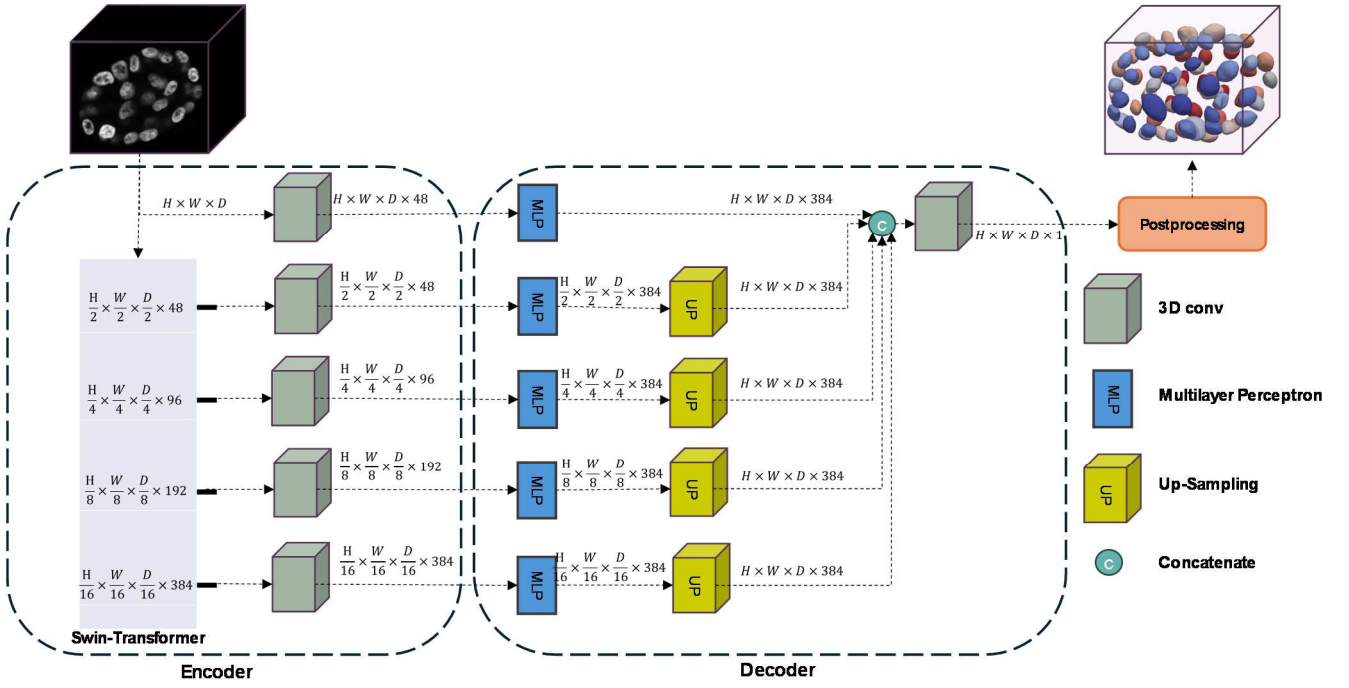 H × W × D
H × W × D × 48
MLP
H × W × D × 384
C
H × W × D × 1
Postprocessing
H/2 × W/2 × D/2 × 48
H/2 × W/2 × D/2 × 48
MLP
H/2 × W/2 × D/2 × 384
UP
H × W × D × 384
3D conv
H/4 × W/4 × D/4 × 96
H/4 × W/4 × D/4 × 96
MLP
H/4 × W/4 × D/4 × 384
UP
H × W × D × 384
MLP
Multilayer Perceptron
H/8 × W/8 × D/8 × 192
H/8 × W/8 × D/8 × 192
MLP
H/8 × W/8 × D/8 × 384
UP
H × W × D × 384
UP
Up-Sampling
H/16 × W/16 × D/16 × 384
H/16 × W/16 × D/16 × 384
MLP
H/16 × W/16 × D/16 × 384
UP
H × W × D × 384
C
Concatenate
Swin-Transformer
Encoder
Decoder